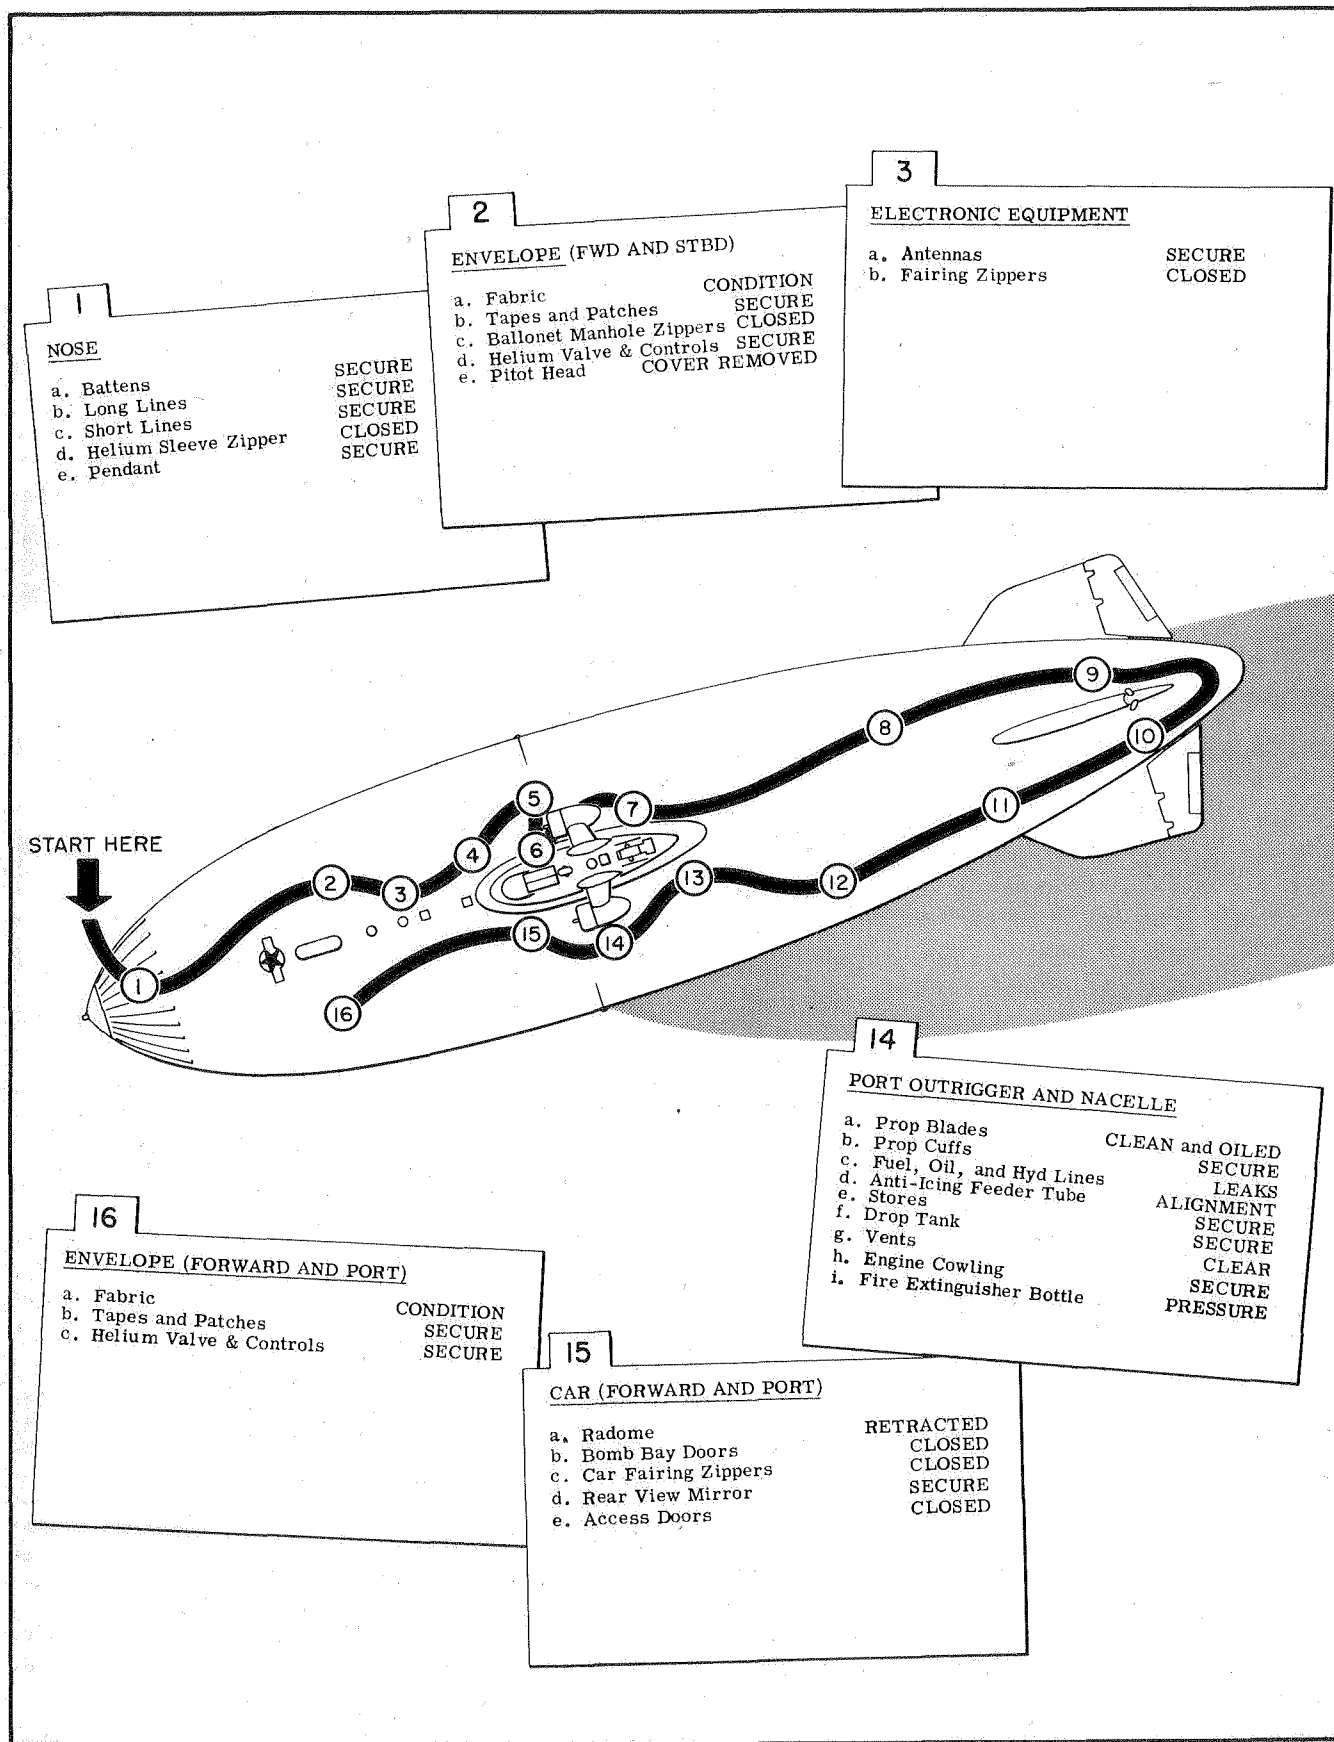 1
NOSE
a. Battens SECURE
b. Long Lines SECURE
c. Short Lines SECURE
d. Helium Sleeve Zipper CLOSED
e. Pendant SECURE
2
ENVELOPE (FWD AND STBD)
a. Fabric CONDITION
b. Tapes and Patches SECURE
c. Ballonet Manhole Zippers CLOSED
d. Helium Valve & Controls SECURE
e. Pitot Head COVER REMOVED
3
ELECTRONIC EQUIPMENT
a. Antennas SECURE
b. Fairing Zippers CLOSED
START HERE
1
2
3
4
5
6
7
8
9
10
11
12
13
14
15
16
14
PORT OUTRIGGER AND NACELLE
a. Prop Blades CLEAN and OILED
b. Prop Cuffs SECURE
c. Fuel, Oil, and Hyd Lines LEAKS
d. Anti-Icing Feeder Tube ALIGNMENT
e. Stores SECURE
f. Drop Tank SECURE
g. Vents CLEAR
h. Engine Cowling SECURE
i. Fire Extinguisher Bottle PRESSURE
16
ENVELOPE (FORWARD AND PORT)
a. Fabric CONDITION
b. Tapes and Patches SECURE
c. Helium Valve & Controls SECURE
15
CAR (FORWARD AND PORT)
a. Radome RETRACTED
b. Bomb Bay Doors CLOSED
c. Car Fairing Zippers CLOSED
d. Rear View Mirror SECURE
e. Access Doors CLOSED